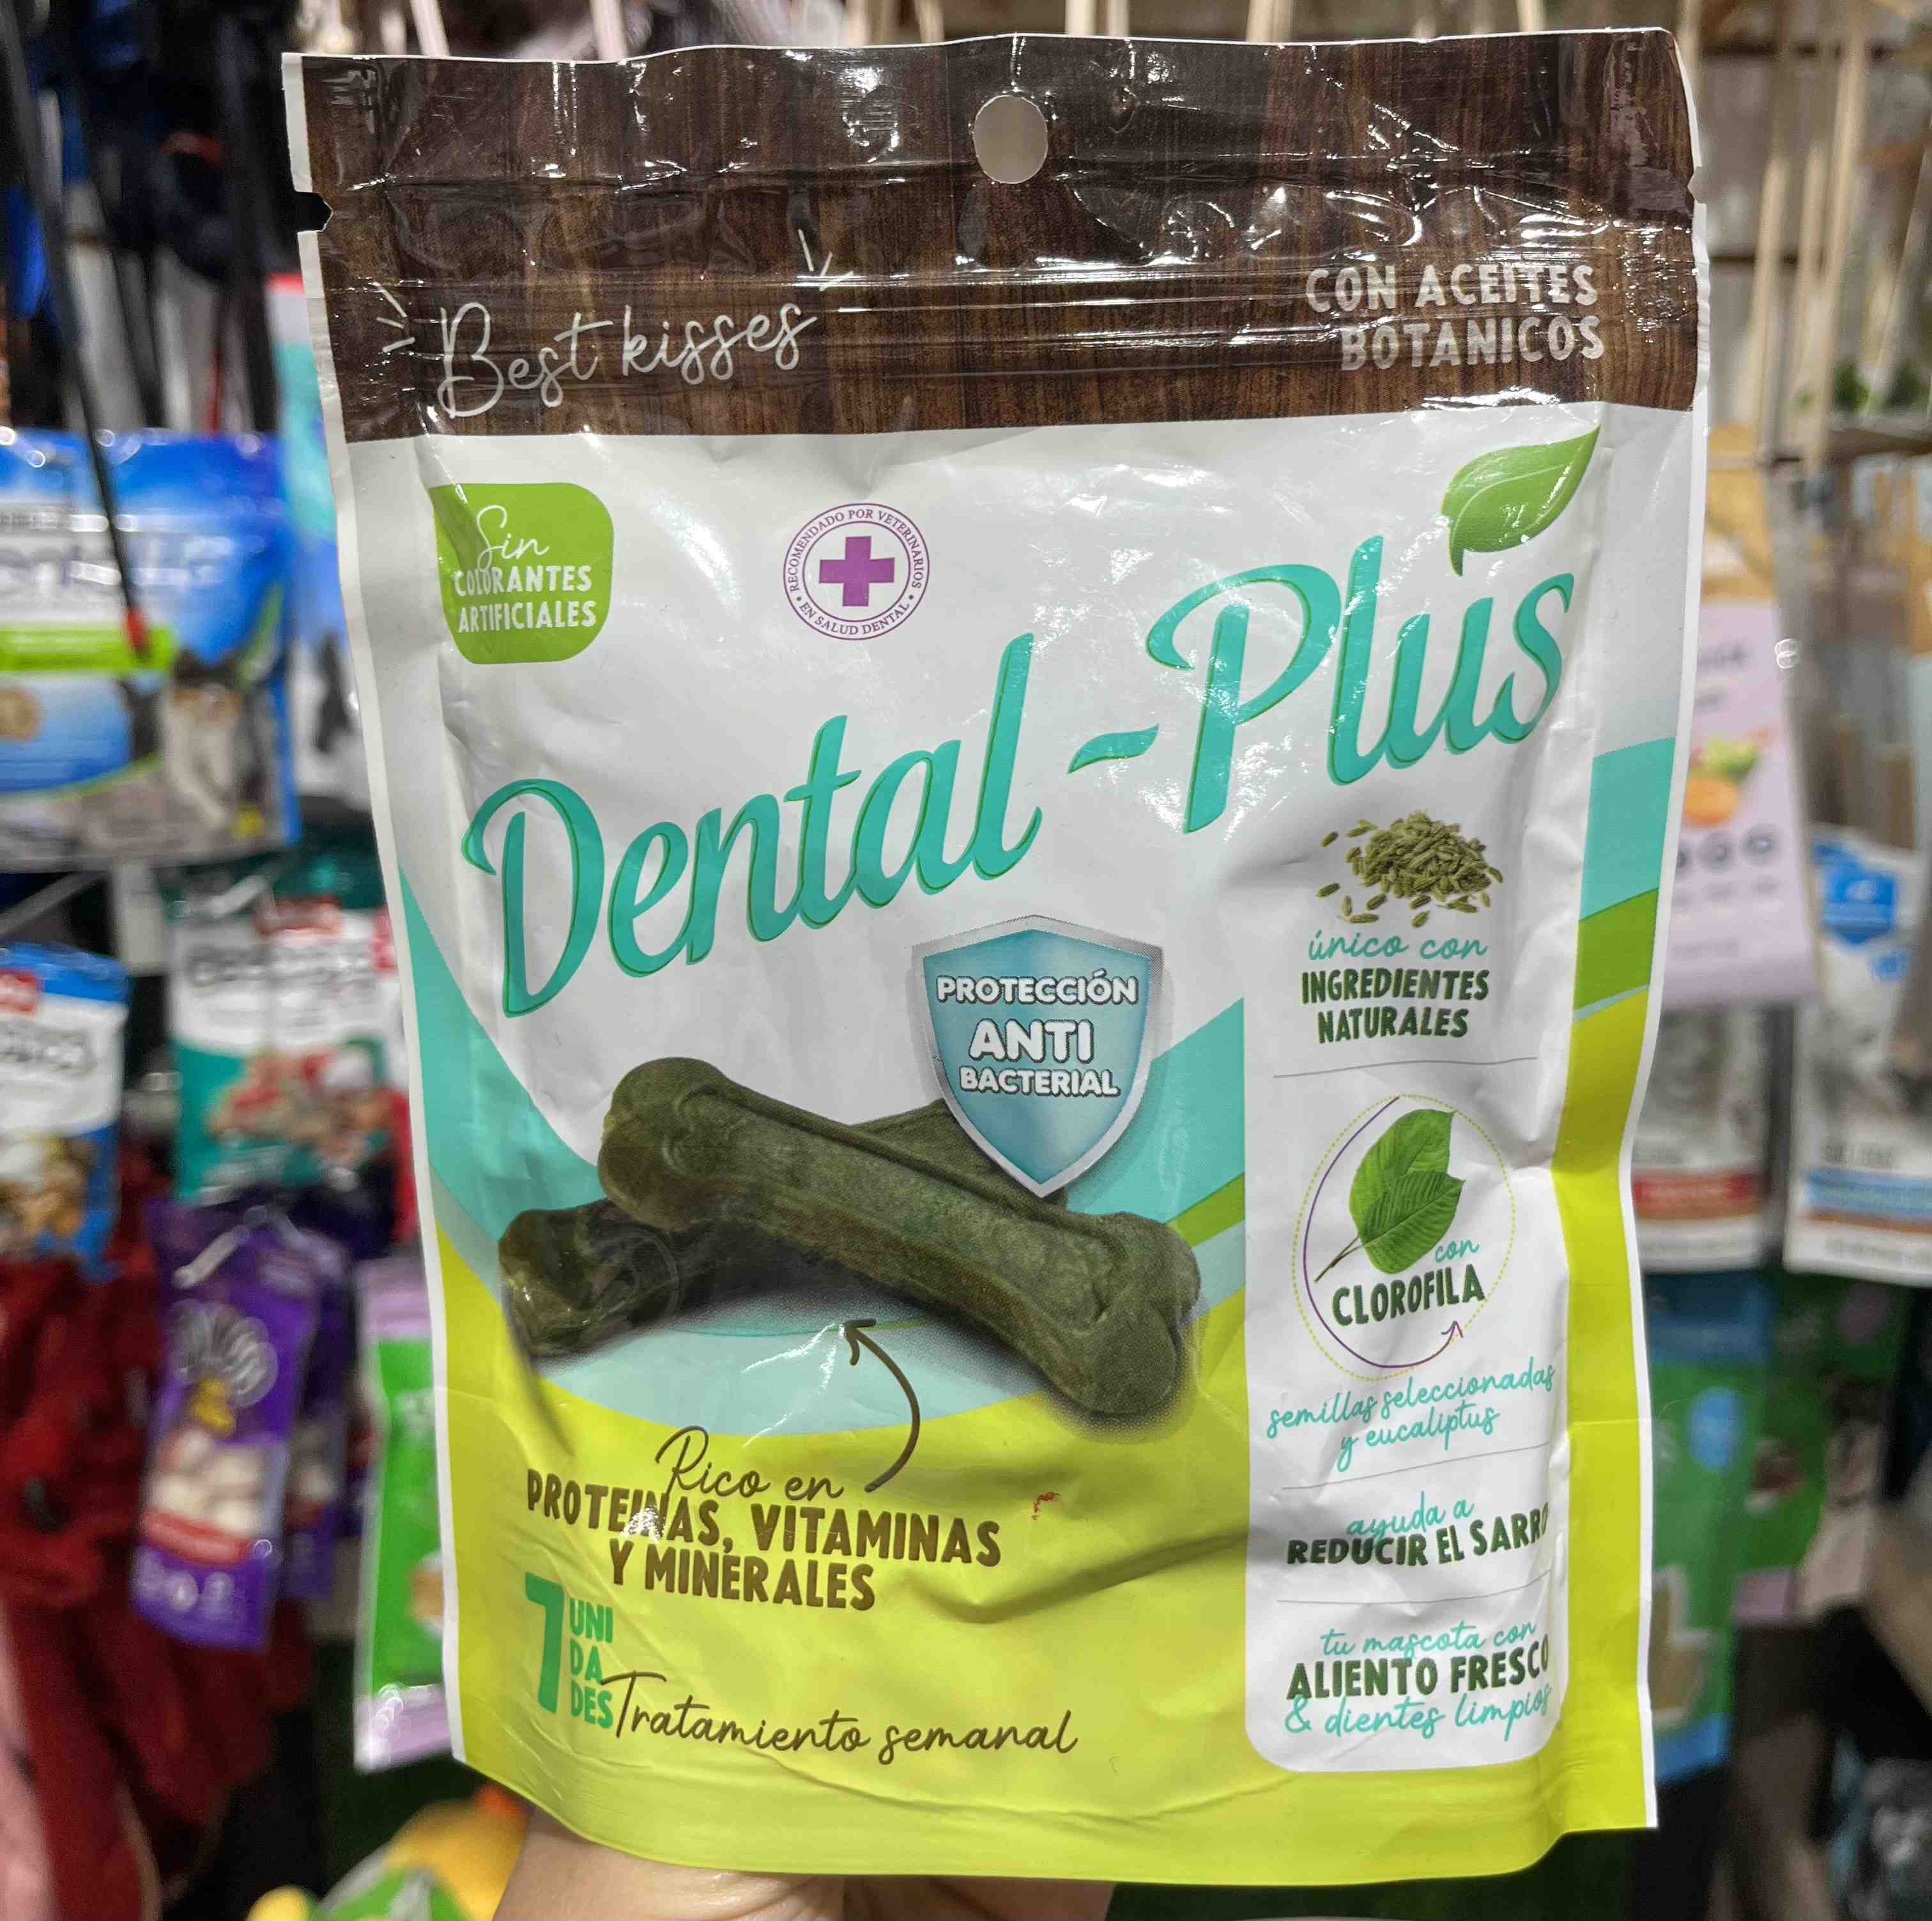 Best kisses
CON ACEITES
BOTANICOS
Sin
COLORANTES
ARTIFICIALES
RECOMENDADO POR VETERINARIOS
• EN SALUD DENTAL •
Dental-Plus
PROTECCIÓN
ANTI
BACTERIAL
único con
INGREDIENTES
NATURALES
con
CLOROFILA
semillas seleccionadas
y eucaliptus
ayuda a
REDUCIR EL SARRO
tu mascota con
ALIENTO FRESCO
& dientes limpios
Rico en
PROTEINAS, VITAMINAS
Y MINERALES
7 UNI
DA
DES
Tratamiento semanal